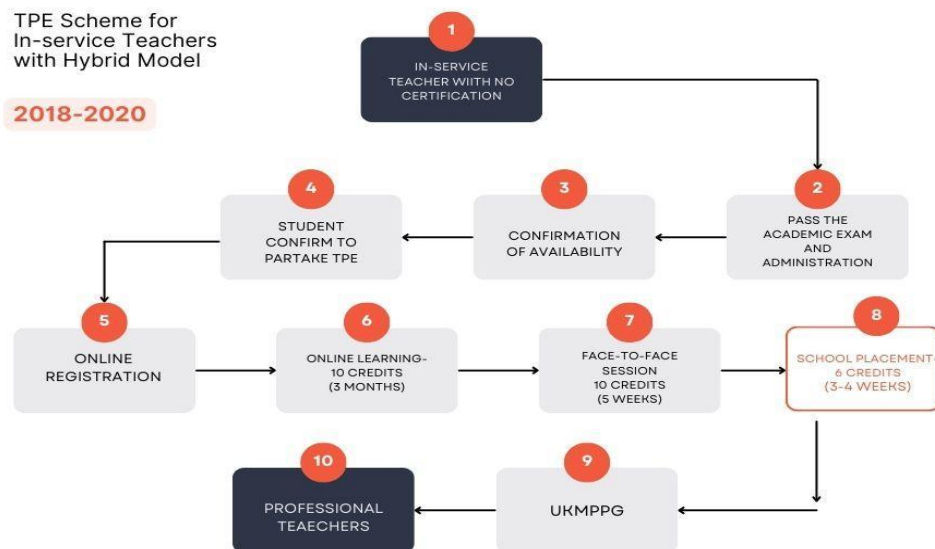 TPE Scheme for
In-service Teachers
with Hybrid Model
2018-2020
1
IN-SERVICE
TEACHER WIITH NO
CERTIFICATION
2
PASS THE
ACADEMIC EXAM
AND
ADMINISTRATION
3
CONFIRMATION
OF AVAILABILITY
4
STUDENT
CONFIRM TO
PARTAKE TPE
5
ONLINE
REGISTRATION
6
ONLINE LEARNING-
10 CREDITS
(3 MONTHS)
7
FACE-TO-FACE
SESSION
10 CREDITS
(5 WEEKS)
8
SCHOOL PLACEMENT-
6 CREDITS
(3-4 WEEKS)
9
UKMPPG
10
PROFESSIONAL
TEAECHERS